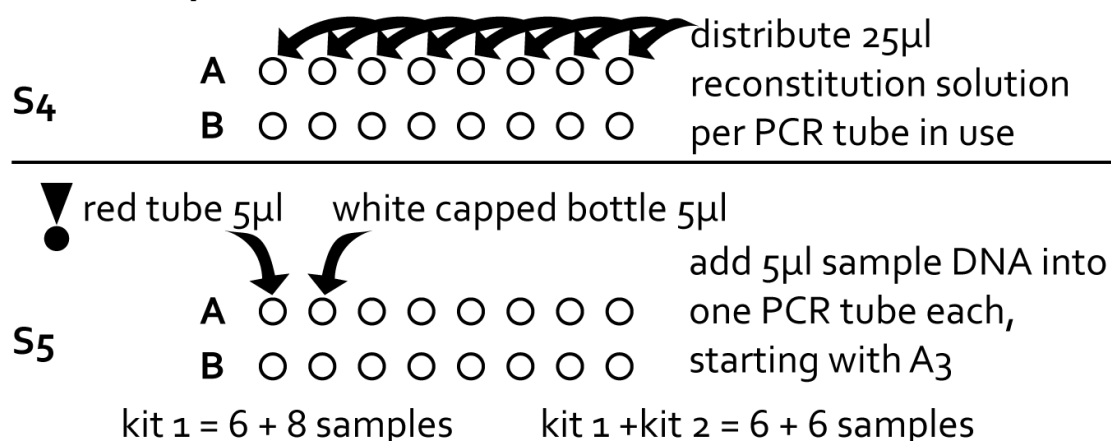 distribute 25µl
A
reconstitution solution
S4
B
per PCR tube in use
red tube 5µl white capped bottle 5µl
add 5µl sample DNA into
A
one PCR tube each,
S5
B
starting with A3
kit 1 = 6 + 8 samples kit 1 +kit 2 = 6 + 6 samples